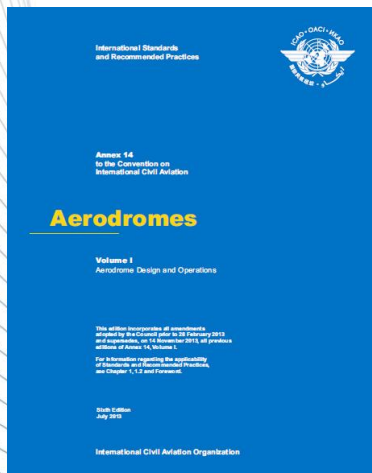 International Standards
and Recommended Practices
ICAO · OACI · ИКАО
Annex 14
to the Convention on
International Civil Aviation
Aerodromes
Volume I
Aerodrome Design and Operations
This edition incorporates all amendments
adopted by the Council prior to 28 February 2013
and supersedes, on 14 November 2013, all previous
editions of Annex 14, Volume I.
For information regarding the applicability
of Standards and Recommended Practices,
see Chapter 1, 1.2 and Foreword.
Sixth Edition
July 2013
International Civil Aviation Organization